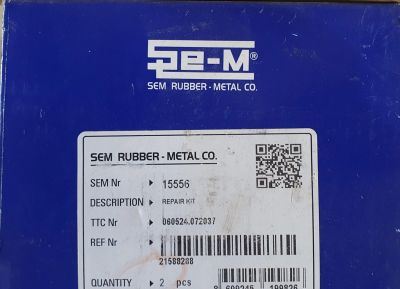 Se-M®
SEM RUBBER-METAL CO.
SEM RUBBER-METAL CO.
SEM Nr 15556
DESCRIPTION REPAIR KIT
TTC Nr 060524.072037
REF Nr
21588288
QUANTITY 2 pcs